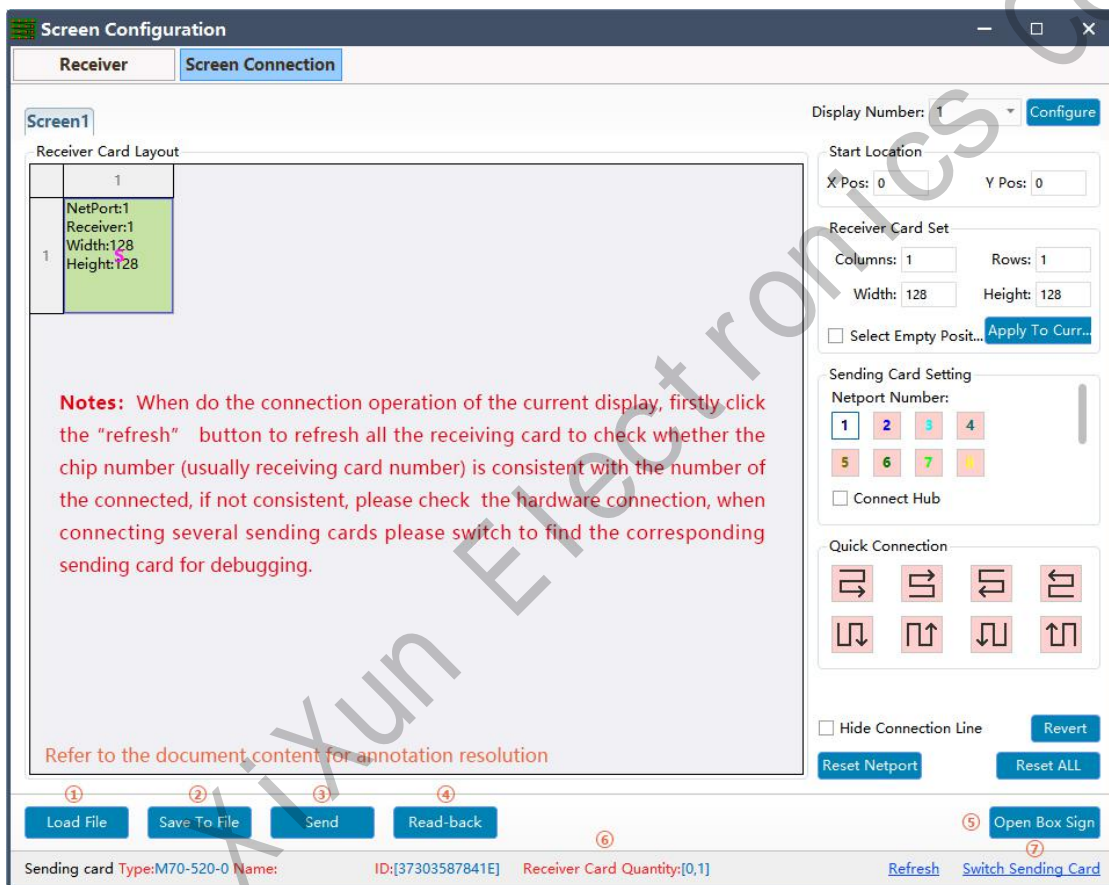 Screen Configuration
Receiver
Screen Connection
Screen1
Display Number: 1
Configure
Receiver Card Layout
1
1
NetPort:1
Receiver:1
Width:128
Height:128
S
Start Location
X Pos: 0 Y Pos: 0
Receiver Card Set
Columns: 1 Rows: 1
Width: 128 Height: 128
Select Empty Posit... Apply To Curr...
Sending Card Setting
Netport Number:
1 2 3 4
5 6 7 8
Connect Hub
Quick Connection
Notes: When do the connection operation of the current display, firstly click
the “refresh” button to refresh all the receiving card to check whether the
chip number (usually receiving card number) is consistent with the number of
the connected, if not consistent, please check the hardware connection, when
connecting several sending cards please switch to find the corresponding
sending card for debugging.
Refer to the document content for annotation resolution
Hide Connection Line Revert
Reset Netport Reset ALL
① ② ③ ④
Load File Save To File Send Read-back
⑤ Open Box Sign
⑥ ⑦
Sending card Type:M70-520-0 Name: ID:[37303587841E] Receiver Card Quantity:[0,1] Refresh Switch Sending Card
XiXun Electronics